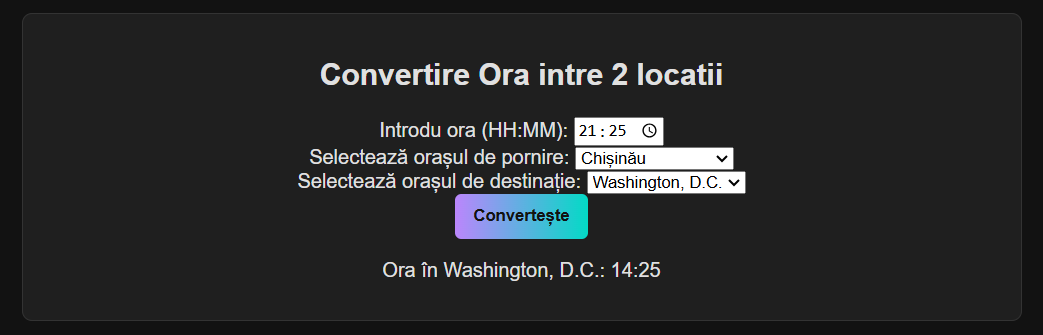 Convertire Ora intre 2 locatii
Introdu ora (HH:MM): 21:25
Selectează orașul de pornire: Chișinău
Selectează orașul de destinație: Washington, D.C.
Convertește
Ora în Washington, D.C.: 14:25